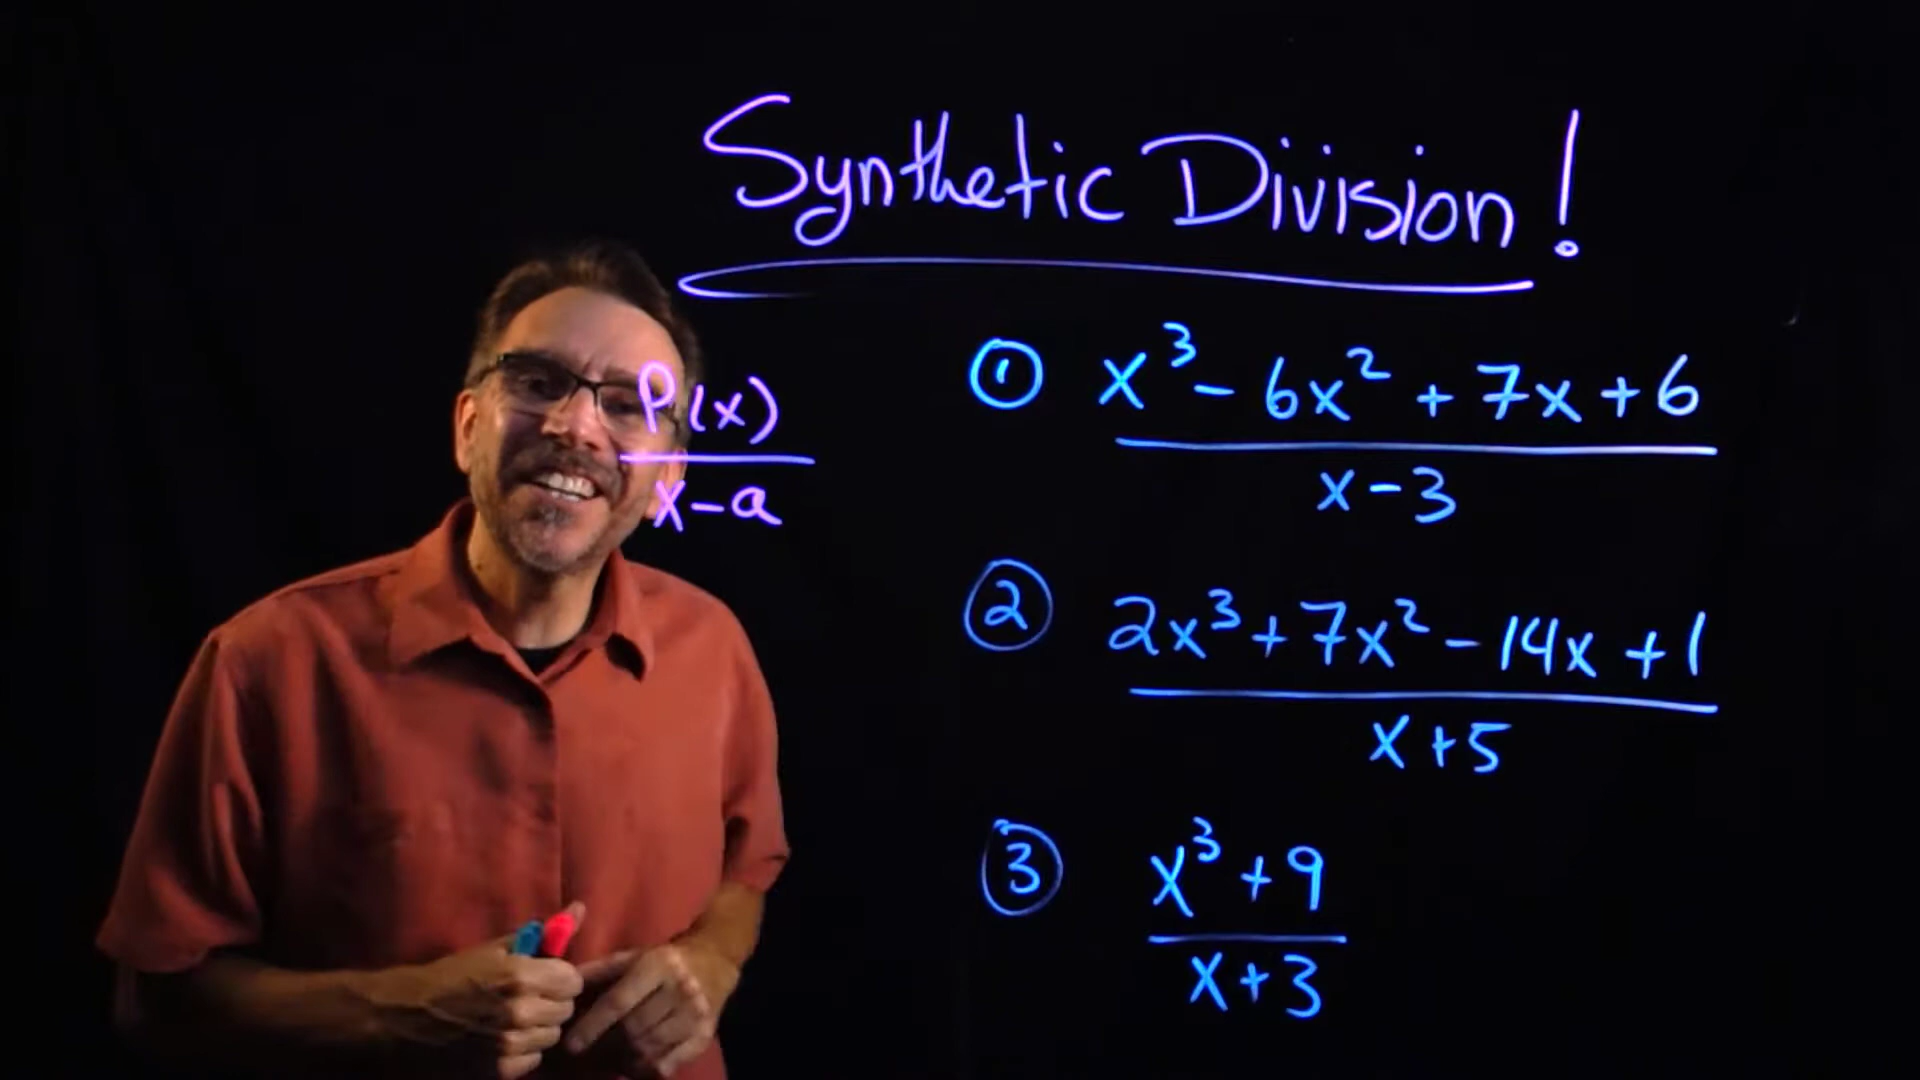 Synthetic Division!
P(x)
x-a
① x³ - 6x² + 7x + 6
x - 3
② 2x³ + 7x² - 14x + 1
x + 5
③ x³ + 9
x + 3